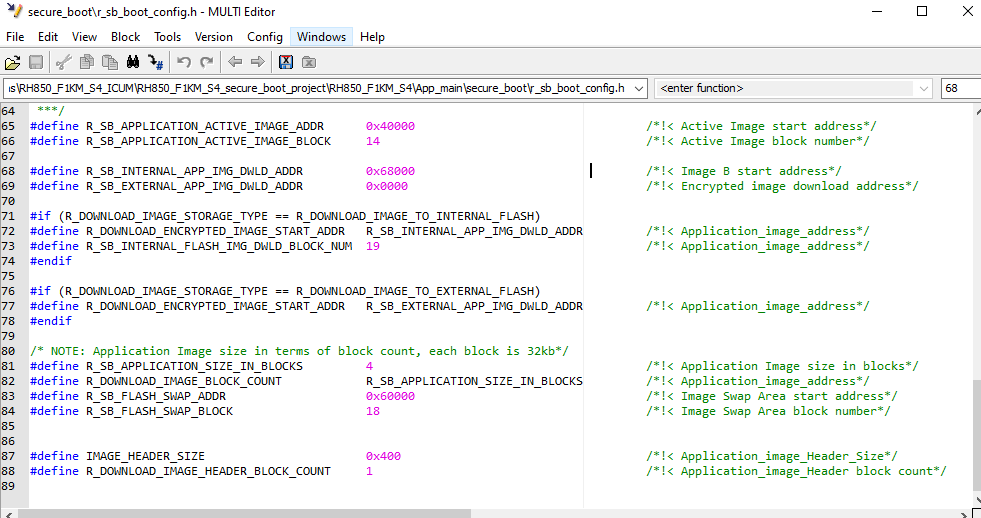 secure_boot\r_sb_boot_config.h - MULTI Editor
File Edit View Block Tools Version Config Windows Help
s\RH850_F1KM_S4_ICUM\RH850_F1KM_S4_secure_boot_project\RH850_F1KM_S4\App_main\secure_boot\r_sb_boot_config.h <enter function> 68
64 ***/
65 #define R_SB_APPLICATION_ACTIVE_IMAGE_ADDR 0x40000 /*!< Active Image start address*/
66 #define R_SB_APPLICATION_ACTIVE_IMAGE_BLOCK 14 /*!< Active Image block number*/
67
68 #define R_SB_INTERNAL_APP_IMG_DWLD_ADDR 0x68000 /*!< Image B start address*/
69 #define R_SB_EXTERNAL_APP_IMG_DWLD_ADDR 0x0000 /*!< Encrypted image download address*/
70
71 #if (R_DOWNLOAD_IMAGE_STORAGE_TYPE == R_DOWNLOAD_IMAGE_TO_INTERNAL_FLASH)
72 #define R_DOWNLOAD_ENCRYPTED_IMAGE_START_ADDR R_SB_INTERNAL_APP_IMG_DWLD_ADDR /*!< Application_image_address*/
73 #define R_SB_INTERNAL_FLASH_IMG_DWLD_BLOCK_NUM 19 /*!< Application_image_address*/
74 #endif
75
76 #if (R_DOWNLOAD_IMAGE_STORAGE_TYPE == R_DOWNLOAD_IMAGE_TO_EXTERNAL_FLASH)
77 #define R_DOWNLOAD_ENCRYPTED_IMAGE_START_ADDR R_SB_EXTERNAL_APP_IMG_DWLD_ADDR /*!< Application_image_address*/
78 #endif
79
80 /* NOTE: Application Image size in terms of block count, each block is 32kb*/
81 #define R_SB_APPLICATION_SIZE_IN_BLOCKS 4 /*!< Application Image size in blocks*/
82 #define R_DOWNLOAD_IMAGE_BLOCK_COUNT R_SB_APPLICATION_SIZE_IN_BLOCKS /*!< Application_image_address*/
83 #define R_SB_FLASH_SWAP_ADDR 0x60000 /*!< Image Swap Area start address*/
84 #define R_SB_FLASH_SWAP_BLOCK 18 /*!< Image Swap Area block number*/
85
86
87 #define IMAGE_HEADER_SIZE 0x400 /*!< Application_image_Header_Size*/
88 #define R_DOWNLOAD_IMAGE_HEADER_BLOCK_COUNT 1 /*!< Application_image_Header block count*/
89